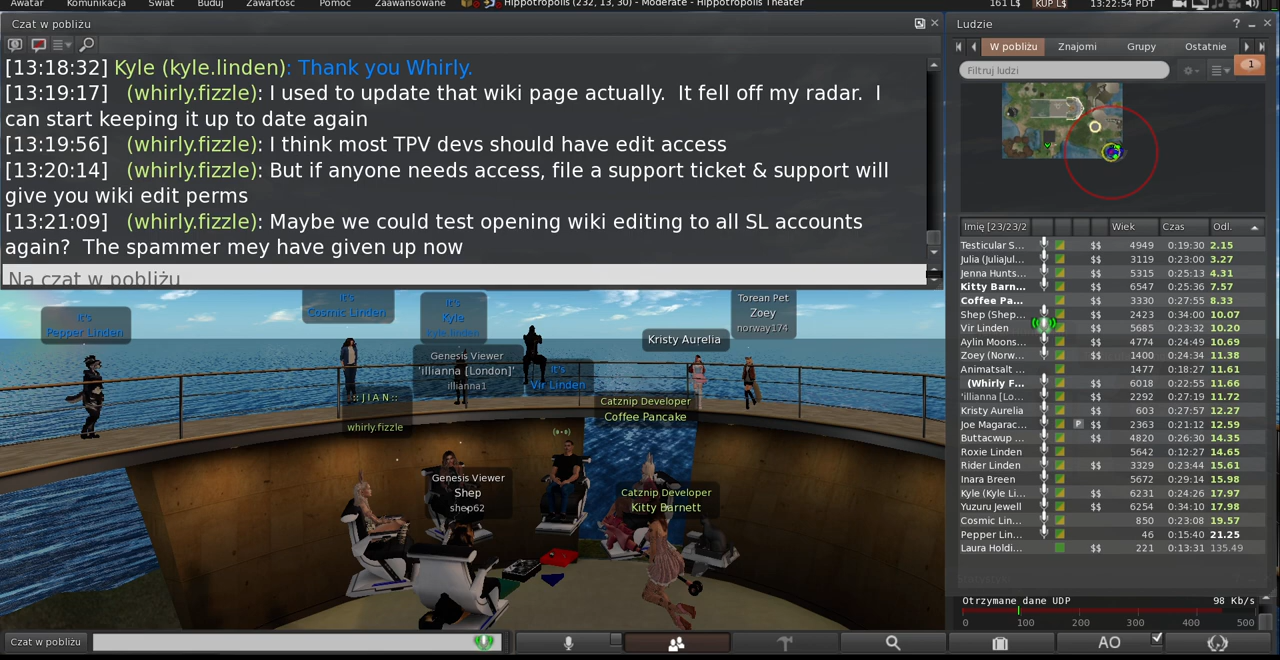 Awatar Komunikacja Świat Buduj Zawartość Pomoc Zaawansowane Hippotropolis (232, 13, 30) - Moderate - Hippotropolis Theater 161 L$ KUP L$ 13:22:54 PDT
Czat w pobliżu
[13:18:32] Kyle (kyle.linden): Thank you Whirly.
[13:19:17] (whirly.fizzle): I used to update that wiki page actually. It fell off my radar. I
can start keeping it up to date again
[13:19:56] (whirly.fizzle): I think most TPV devs should have edit access
[13:20:14] (whirly.fizzle): But if anyone needs access, file a support ticket & support will
give you wiki edit perms
[13:21:09] (whirly.fizzle): Maybe we could test opening wiki editing to all SL accounts
again? The spammer mey have given up now
Na czat w pobliżu
It's
Pepper Linden
It's
Cosmic Linden
It's
Kyle
kyle.linden
Torean Pet
Zoey
norway174
Kristy Aurelia
Genesis Viewer
'illianna [London]'
illianna1
It's
Vir Linden
:: J I A N ::
whirly.fizzle
Catznip Developer
Coffee Pancake
Genesis Viewer
Shep
shep62
Catznip Developer
Kitty Barnett
Czat w pobliżu
Ludzie
W pobliżu Znajomi Grupy Ostatnie
Filtruj ludzi
1
Imię [23/23/2 Wiek Czas Odl.
Testicular S... $$ 4949 0:19:30 2.15
Julia (JuliaJul... $$ 3119 0:23:00 3.27
Jenna Hunts... $$ 5315 0:25:13 4.31
Kitty Barn... $$ 6547 0:25:36 7.57
Coffee Pa... $$ 3330 0:27:55 8.33
Shep (Shep... $$ 2423 0:34:00 10.07
Vir Linden $$ 5685 0:23:32 10.20
Aylin Moons... $$ 4774 0:24:49 10.69
Zoey (Norw... $$ 1400 0:24:34 11.38
Animatsalt ... 1477 0:18:27 11.61
(Whirly F... $$ 6018 0:22:55 11.66
'illianna [Lo... $$ 2292 0:27:19 11.72
Kristy Aurelia $$ 603 0:27:57 12.27
Joe Magarac... P $$ 2363 0:21:12 12.59
Buttacwup ... $$ 4820 0:26:30 14.35
Roxie Linden 5642 0:12:27 14.65
Rider Linden $$ 3329 0:23:44 15.61
Inara Breen 5672 0:29:14 15.98
Kyle (Kyle Li... $$ 6231 0:24:26 17.97
Yuzuru Jewell $$ 6254 0:34:10 17.98
Cosmic Lin... 850 0:23:08 19.57
Pepper Lin... 46 0:15:40 21.25
Laura Holdi... $$ 221 0:13:31 135.49
Otrzymane dane UDP 98 Kb/s
0 100 200 300 400 500
AO